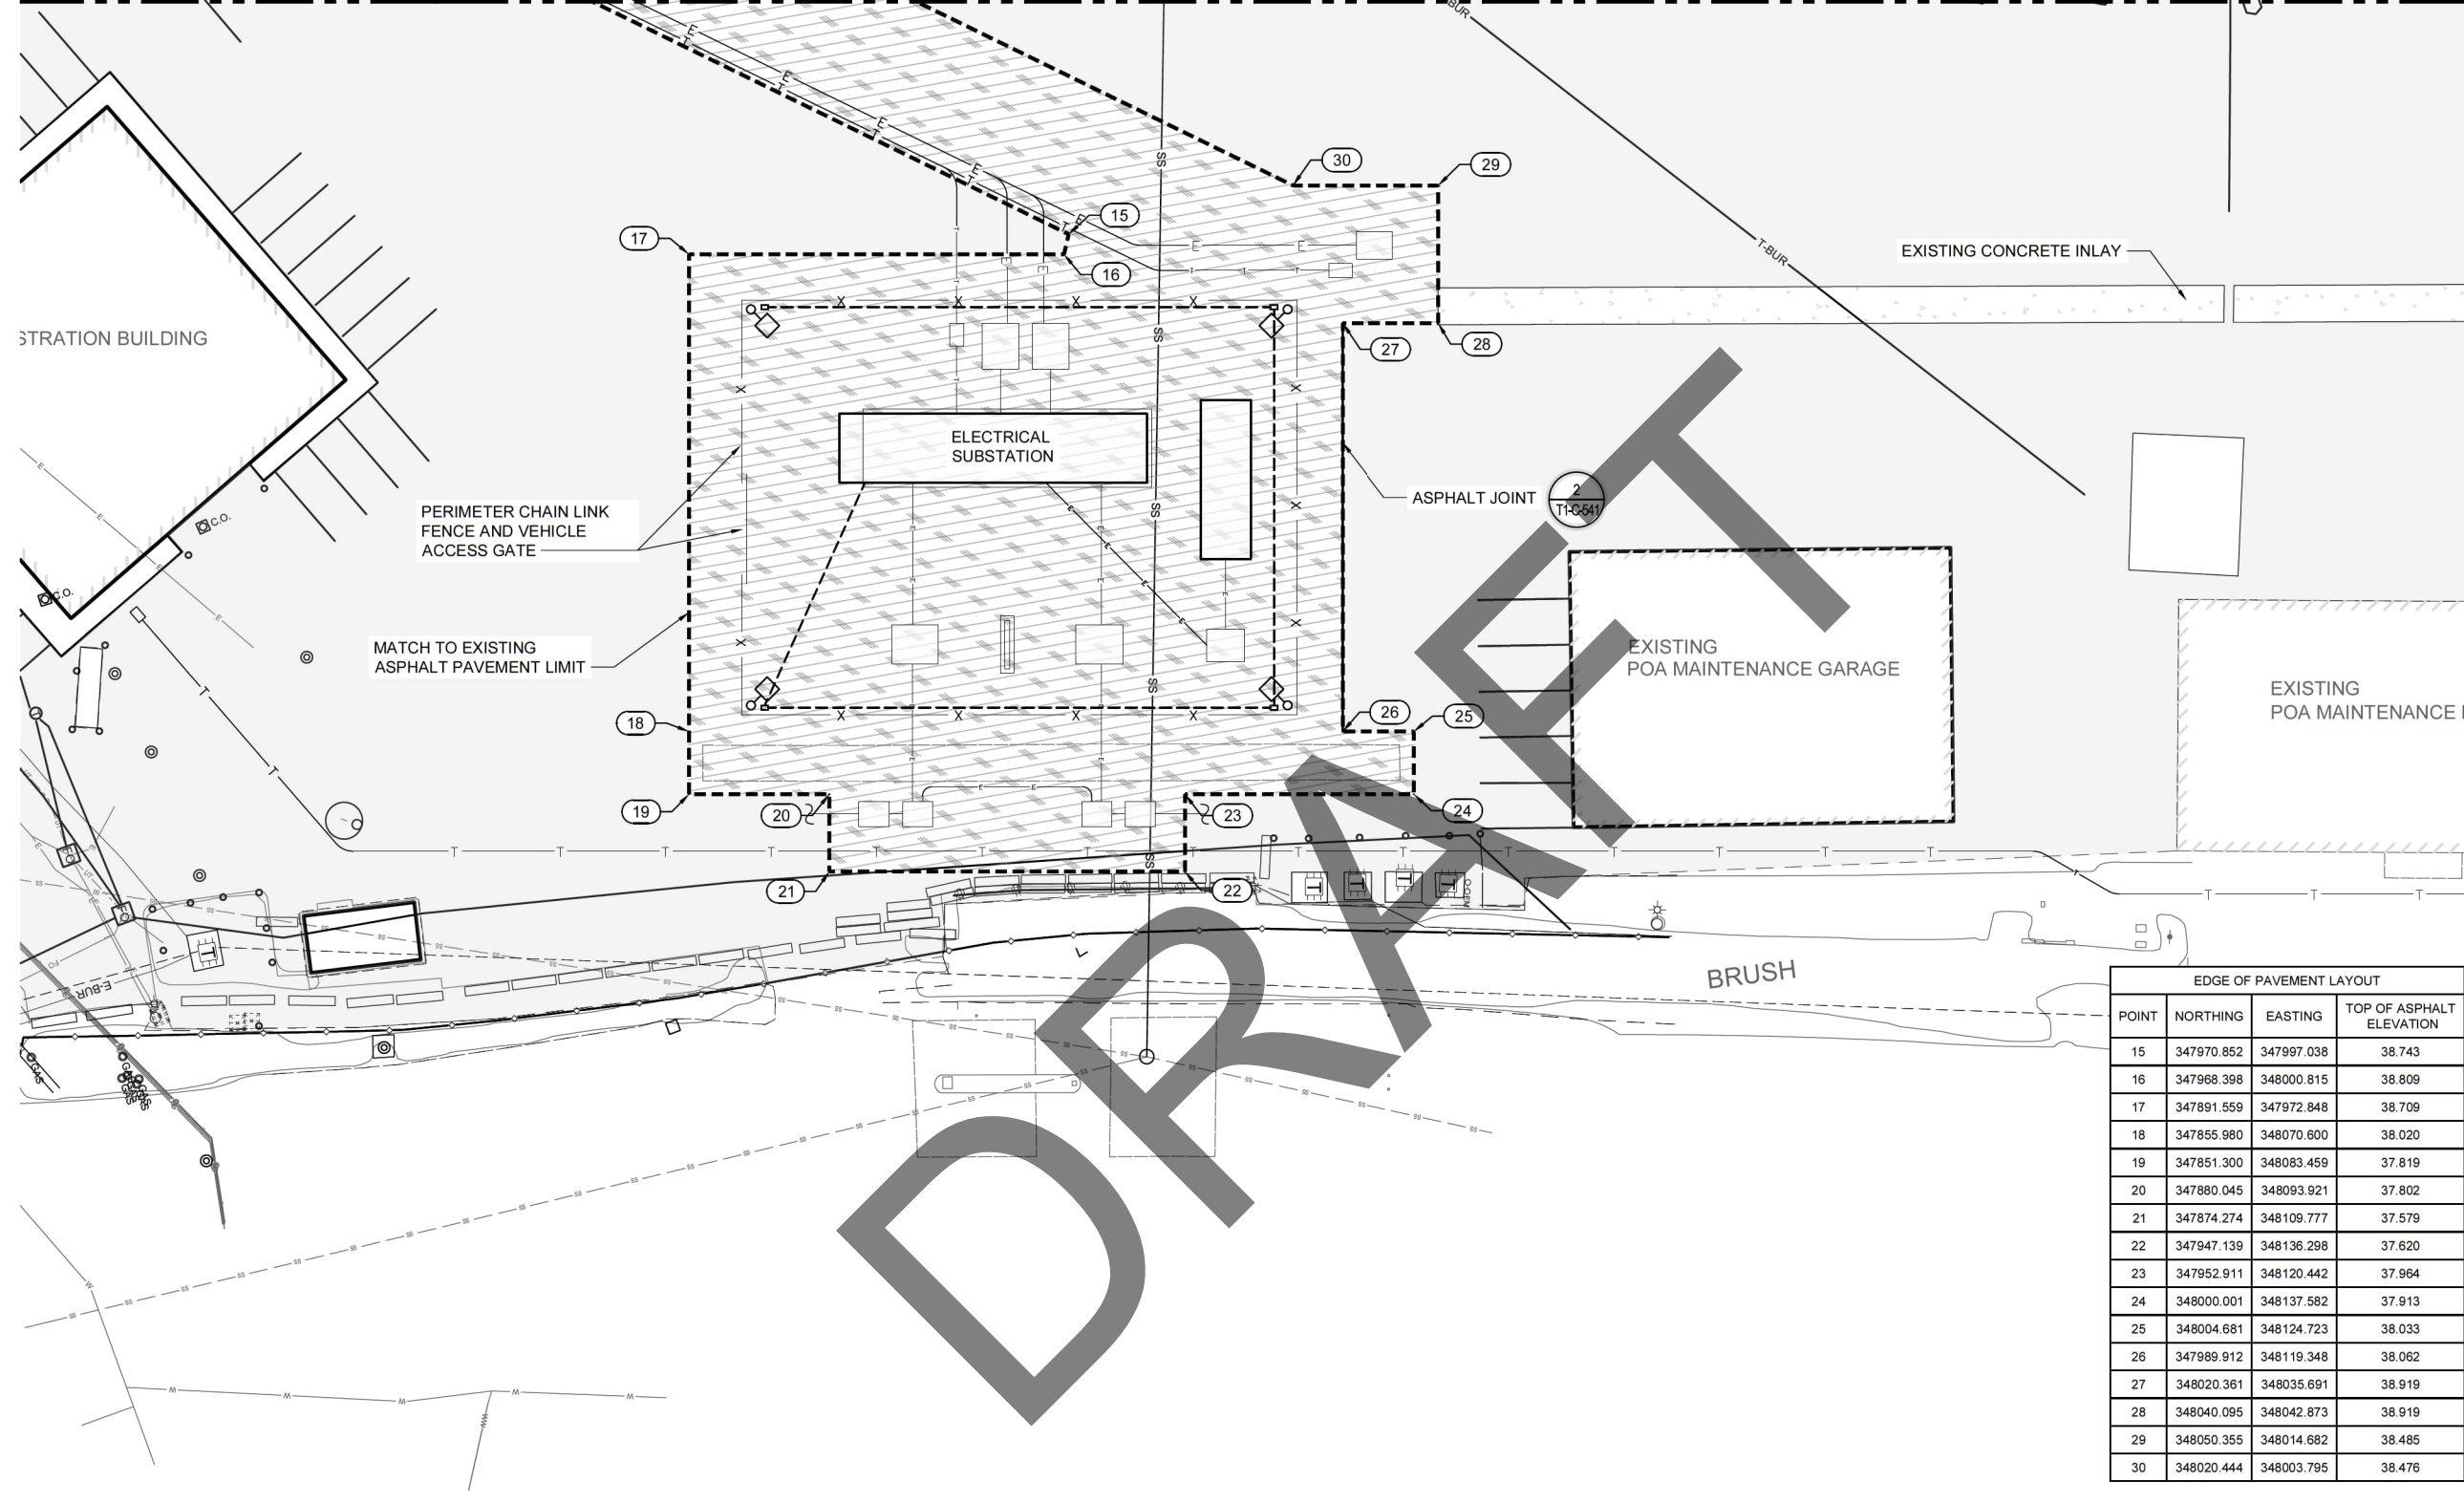 T-BUR
E
T
E
T
E
T
E
T
SS
30
29
15
17
16
E
E
T
T
T
T-BUR
EXISTING CONCRETE INLAY
STRATION BUILDING
X
X
X
X
SS
27
28
ELECTRICAL
SUBSTATION
ASPHALT JOINT
2
T1-C-541
PERIMETER CHAIN LINK
FENCE AND VEHICLE
ACCESS GATE
C.O.
C.O.
SS
MATCH TO EXISTING
ASPHALT PAVEMENT LIMIT
EXISTING
POA MAINTENANCE GARAGE
EXISTING
POA MAINTENANCE
SS
X
X
X
X
18
26
25
19
20
23
24
21
22
T
T
T
T
T
T
BRUSH
E-BUR
FO
GAS
DRAFT
W
W
W
W
W
WW
EDGE OF PAVEMENT LAYOUT
POINT NORTHING EASTING TOP OF ASPHALT ELEVATION
15 347970.852 347997.038 38.743
16 347968.398 348000.815 38.809
17 347891.559 347972.848 38.709
18 347855.980 348070.600 38.020
19 347851.300 348083.459 37.819
20 347880.045 348093.921 37.802
21 347874.274 348109.777 37.579
22 347947.139 348136.298 37.620
23 347952.911 348120.442 37.964
24 348000.001 348137.582 37.913
25 348004.681 348124.723 38.033
26 347989.912 348119.348 38.062
27 348020.361 348035.691 38.919
28 348040.095 348042.873 38.919
29 348050.355 348014.682 38.485
30 348020.444 348003.795 38.476